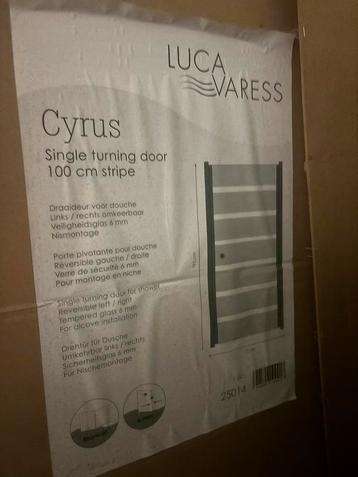 LUCA
VARESS
Cyrus
Single turning door
100 cm stripe
Draaideur voor douche
Links / rechts omkeerbaar
Veiligheidsglas 6 mm
Nismontage
Porte pivotante pour douche
Réversible gauche / droite
Verre de sécurité 6 mm
Pour montage en niche
Single turning door for shower
Reversible left / right
Tempered glass 6 mm
For alcove installation
Drehtür für Dusche
Umkehrbar links / rechts
Sicherheitsglas 6 mm
Für Nischemontage
25014